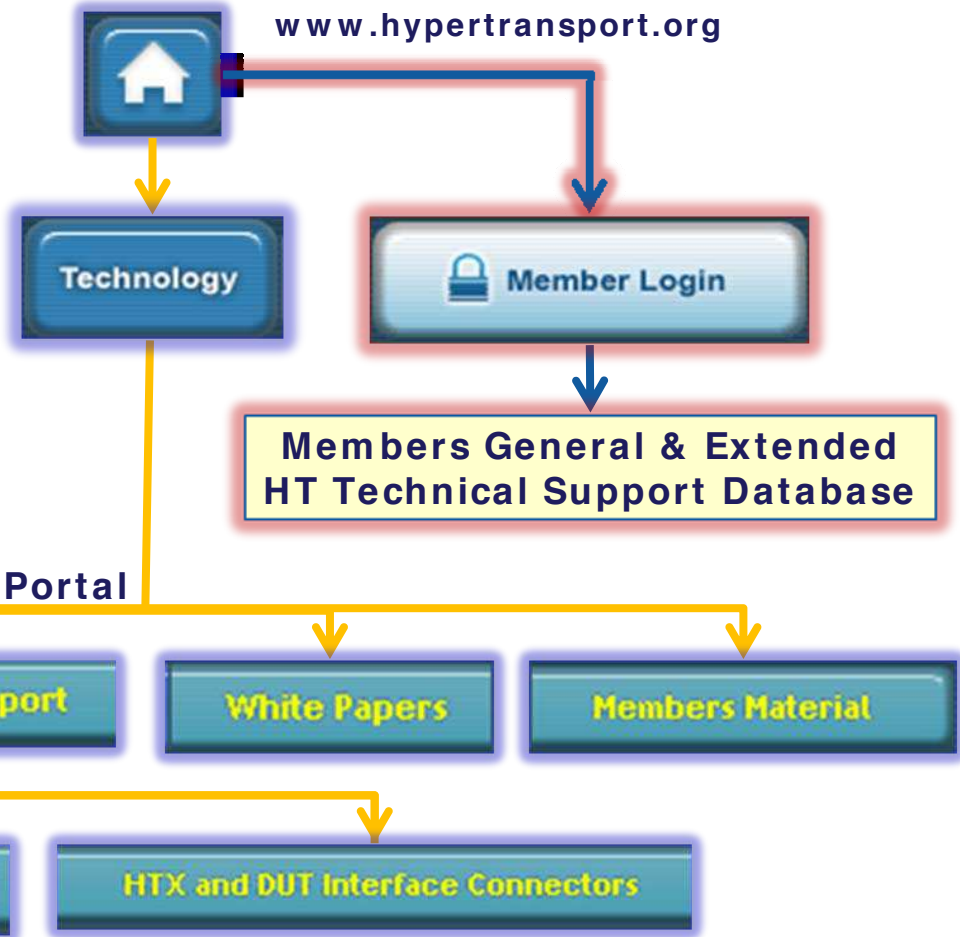 www.hypertransport.org
Technology
Member Login
Members General & Extended
HT Technical Support Database
Portal
port
White Papers
Members Material
HTX and DUT Interface Connectors